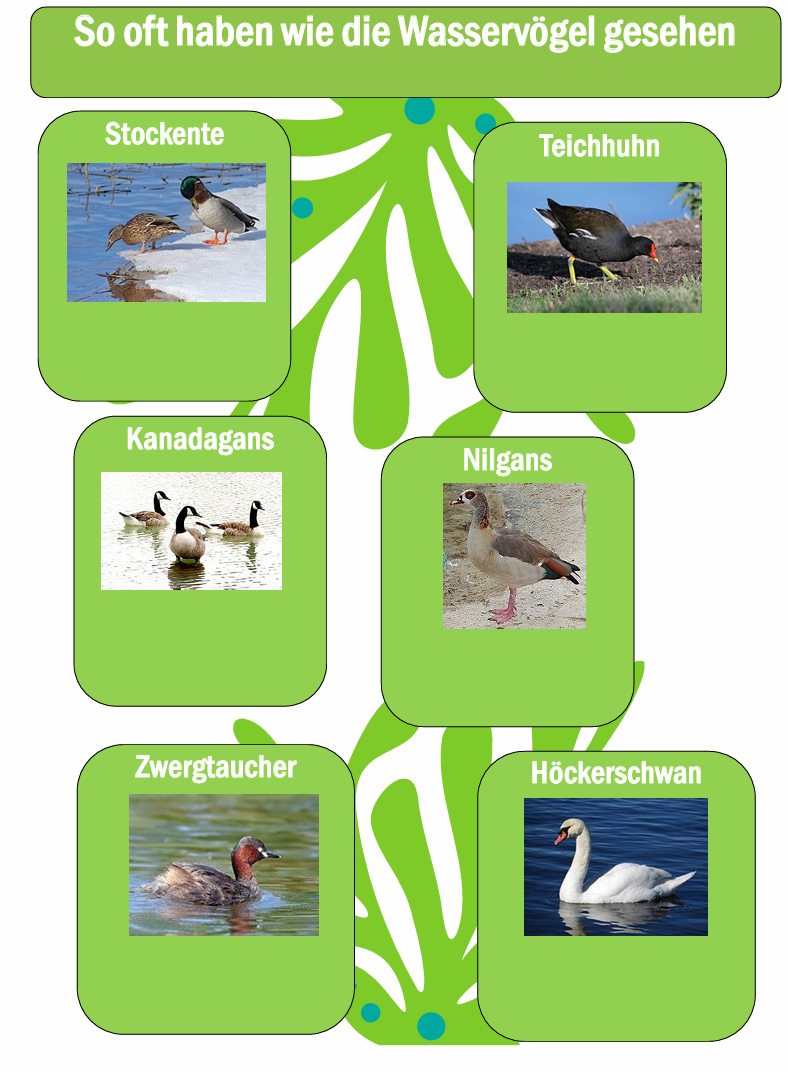 So oft haben wie die Wasservögel gesehen
Stockente
Teichhuhn
Kanadagans
Nilgans
Zwergtaucher
Höckerschwan